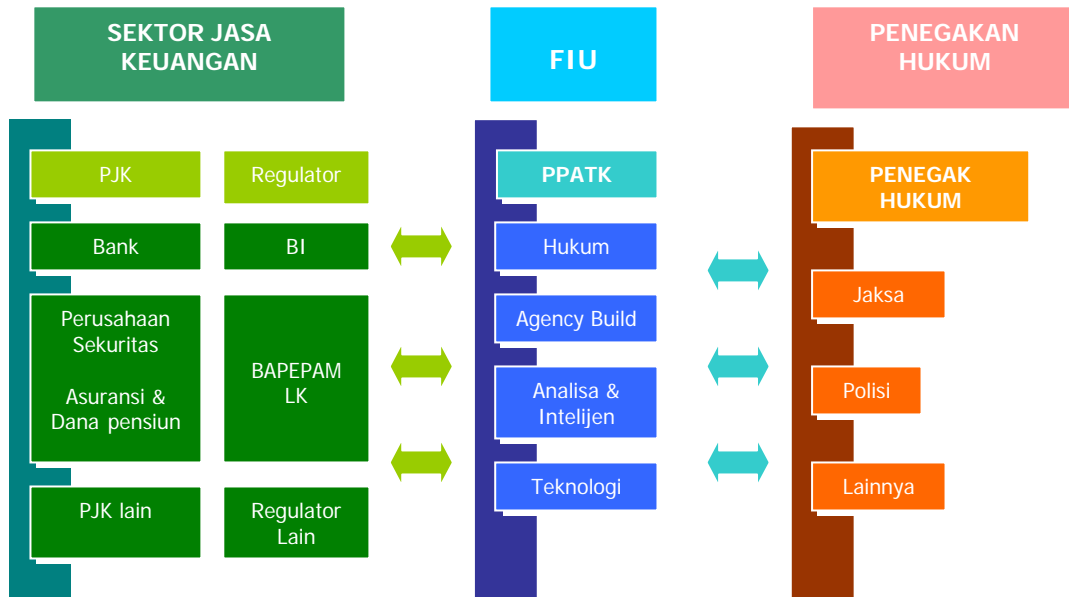 SEKTOR JASA
KEUANGAN
FIU
PENEGAKAN
HUKUM
PJK
Regulator
PPATK
PENEGAK
HUKUM
Bank
BI
Hukum
Jaksa
Perusahaan
Sekuritas
Asuransi &
Dana pensiun
BAPEPAM
LK
Agency Build
Analisa &
Intelijen
Polisi
Teknologi
Lainnya
PJK lain
Regulator
Lain